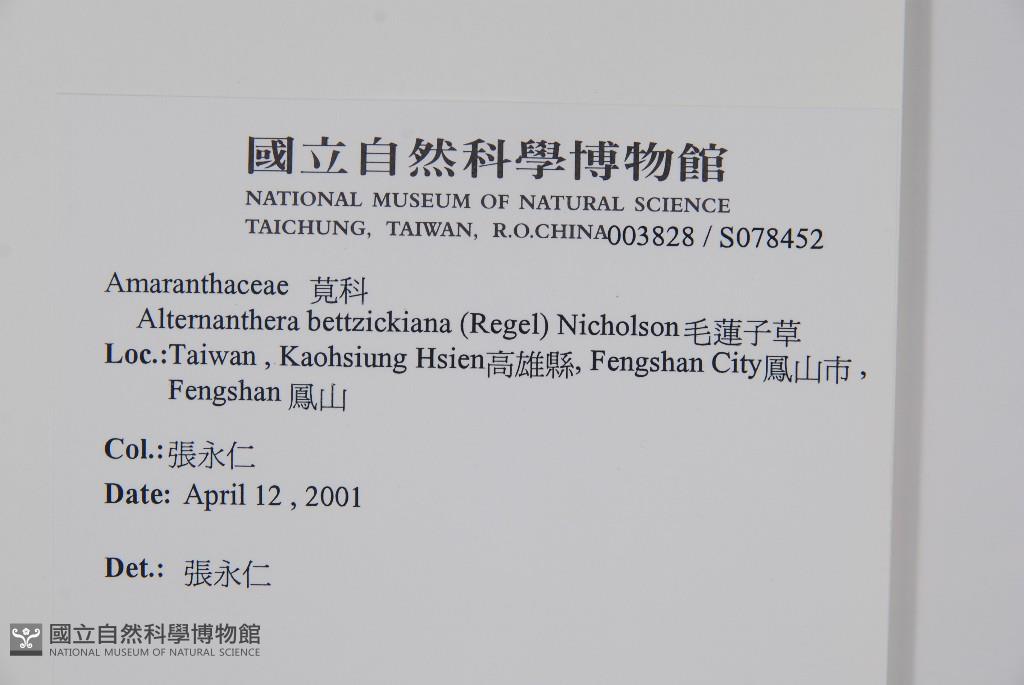 國立自然科學博物館
NATIONAL MUSEUM OF NATURAL SCIENCE
TAICHUNG, TAIWAN, R.O.CHINA003828 / S078452
Amaranthaceae 莧科
Alternanthera bettzickiana (Regel) Nicholson毛蓮子草
Loc.:Taiwan , Kaohsiung Hsien高雄縣, Fengshan City鳳山市 ,
Fengshan 鳳山
Col.:張永仁
Date: April 12 , 2001
Det.: 張永仁
國立自然科學博物館
NATIONAL MUSEUM OF NATURAL SCIENCE